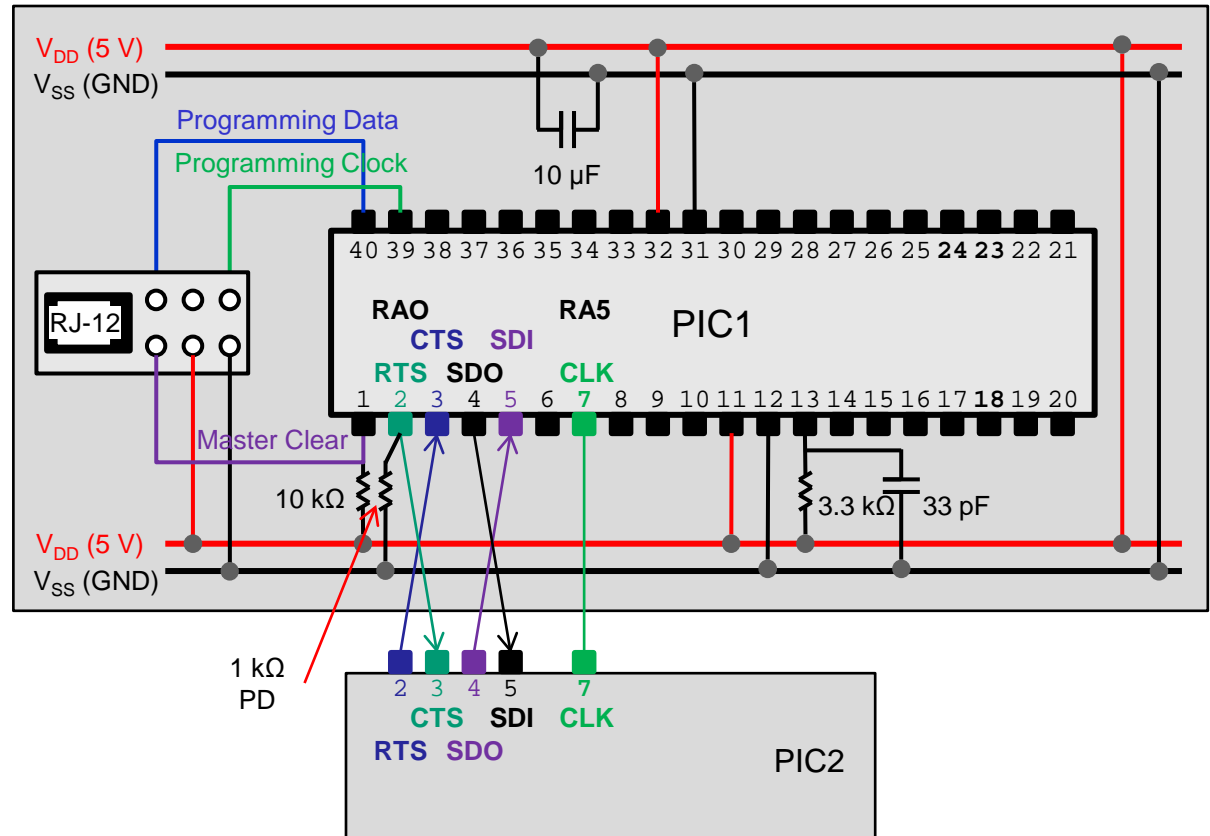 V_DD (5 V)
V_SS (GND)
Programming Data
Programming Clock
10 µF
40 39 38 37 36 35 34 33 32 31 30 29 28 27 26 25 24 23 22 21
RJ-12
RAO RA5
PIC1
CTS SDI
RTS SDO CLK
1 2 3 4 5 6 7 8 9 10 11 12 13 14 15 16 17 18 19 20
Master Clear
10 kΩ
3.3 kΩ
33 pF
V_DD (5 V)
V_SS (GND)
1 kΩ
PD
2 3 4 5 7
CTS SDI CLK
RTS SDO
PIC2